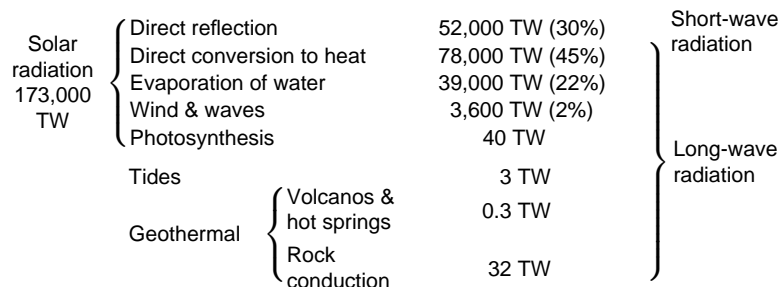 Solar
radiation
173,000
TW
Direct reflection 52,000 TW (30%)
Direct conversion to heat 78,000 TW (45%)
Evaporation of water 39,000 TW (22%)
Wind & waves 3,600 TW (2%)
Photosynthesis 40 TW
Short-wave
radiation
Tides 3 TW
Geothermal
Volcanos &
hot springs 0.3 TW
Rock
conduction 32 TW
Long-wave
radiation